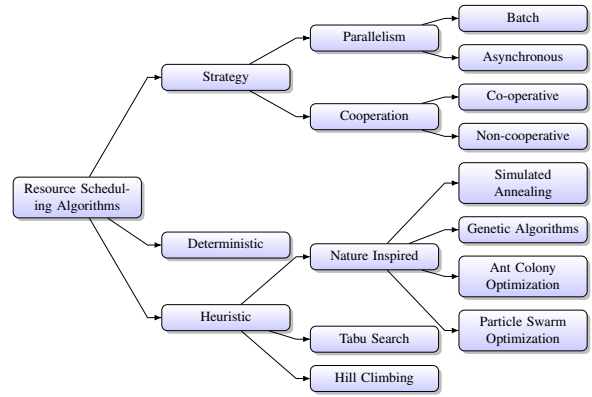 Batch
Parallelism
Asynchronous
Strategy
Co-operative
Cooperation
Non-cooperative
Resource Schedul-
ing Algorithms
Simulated
Annealing
Genetic Algorithms
Deterministic
Nature Inspired
Ant Colony
Optimization
Heuristic
Particle Swarm
Optimization
Tabu Search
Hill Climbing